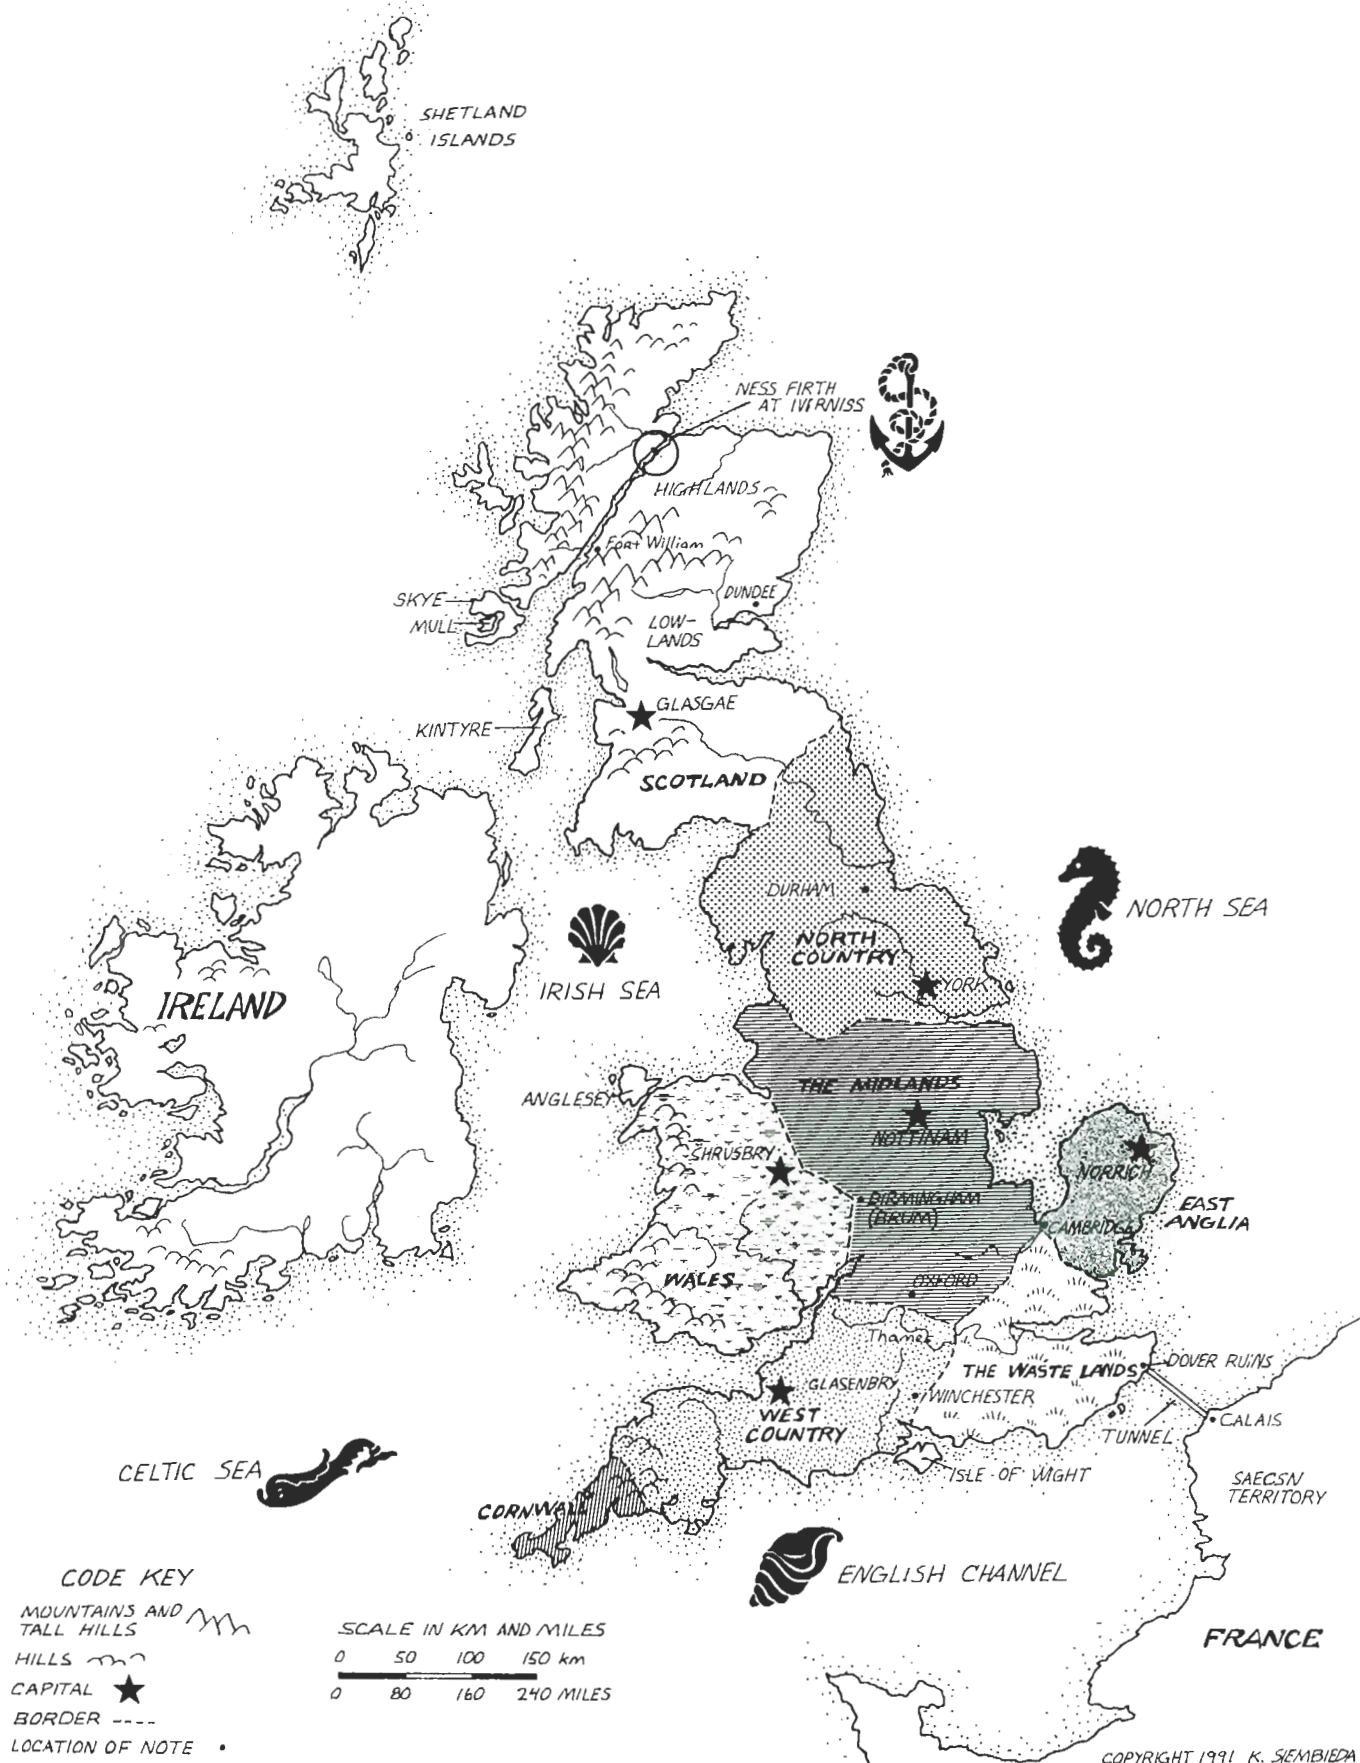 SHETLAND
ISLANDS
NESS FIRTH
AT IVERNISS
HIGHLANDS
Fort William
SKYE
MULL
DUNDEE
LOW-
LANDS
GLASGAE
KINTYRE
SCOTLAND
DURHAM
NORTH SEA
NORTH
COUNTRY
YORK
IRELAND
IRISH SEA
THE MIDLANDS
ANGLESEY
NOTTINAM
SHRUSBRY
NORRICH
BIRMINGHAM
(BRUM)
EAST
ANGLIA
CAMBRIDGE
WALES
OXFORD
Thames
DOVER RUINS
THE WASTE LANDS
GLASENBRY
WINCHESTER
WEST
COUNTRY
CALAIS
TUNNEL
ISLE OF WIGHT
CELTIC SEA
SAECSN
TERRITORY
CORNWALL
ENGLISH CHANNEL
FRANCE
CODE KEY
MOUNTAINS AND
TALL HILLS
HILLS
CAPITAL
BORDER ----
LOCATION OF NOTE •
SCALE IN KM AND MILES
0 50 100 150 km
0 80 160 240 MILES
COPYRIGHT 1991 K. SIEMBIEDA